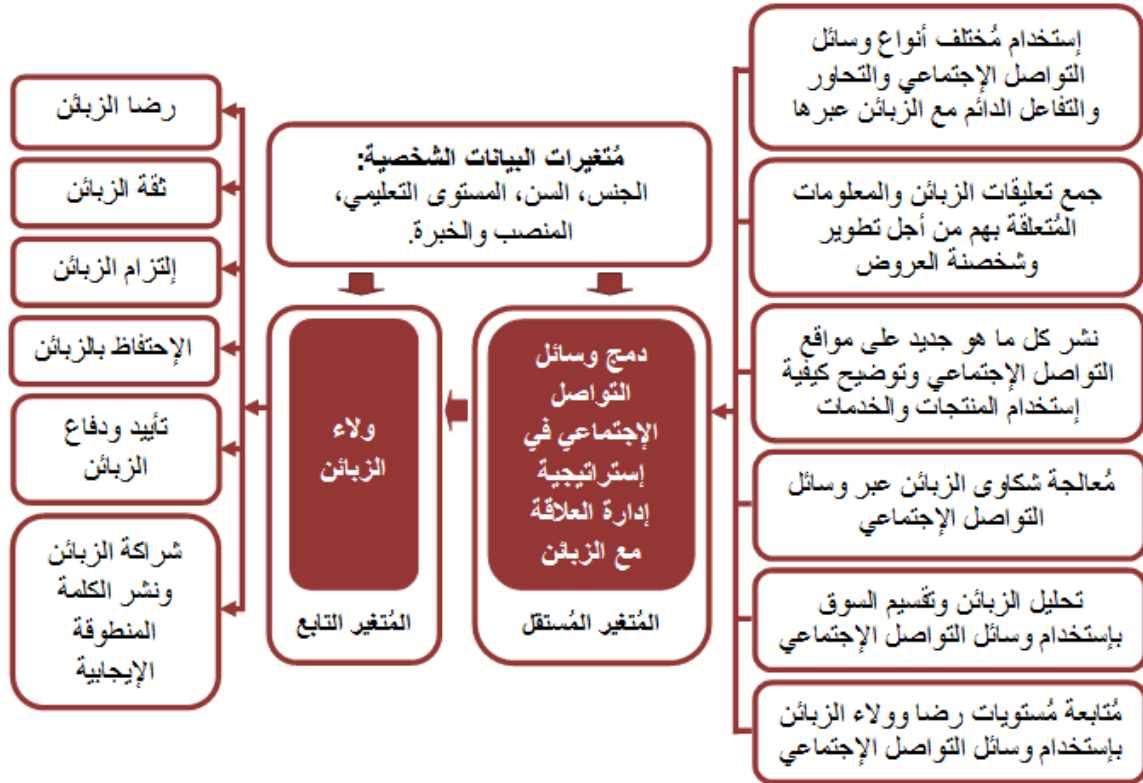 إستخدام مُختلف أنواع وسائل
التواصل الإجتماعي والتحاور
والتفاعل الدائم مع الزبائن عبرها
جمع تعليقات الزبائن والمعلومات
المُتعلقة بهم من أجل تطوير
وشخصنة العروض
نشر كل ما هو جديد على مواقع
التواصل الإجتماعي وتوضيح كيفية
إستخدام المنتجات والخدمات
مُعالجة شكاوى الزبائن عبر وسائل
التواصل الإجتماعي
تحليل الزبائن وتقسيم السوق
بإستخدام وسائل التواصل الإجتماعي
مُتابعة مُستويات رضا وولاء الزبائن
بإستخدام وسائل التواصل الإجتماعي
مُتغيرات البيانات الشخصية:
الجنس، السن، المستوى التعليمي،
المنصب والخبرة.
دمج وسائل
التواصل
الإجتماعي في
إستراتيجية
إدارة العلاقة
مع الزبائن
المُتغير المُستقل
ولاء
الزبائن
المُتغير التابع
رضا الزبائن
ثقة الزبائن
إلتزام الزبائن
الإحتفاظ بالزبائن
تأييد ودفاع
الزبائن
شراكة الزبائن
ونشر الكلمة
المنطوقة
الإيجابية